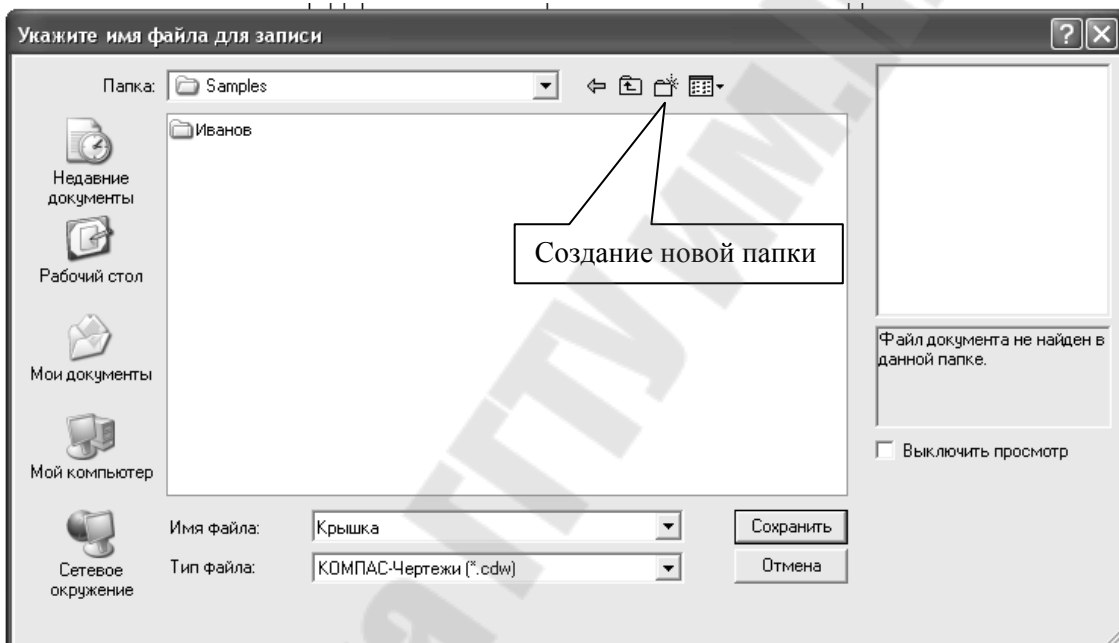 Укажите имя файла для записи
Папка:
Samples
Иванов
Недавние
документы
Рабочий стол
Мои документы
Мой компьютер
Сетевое
окружение
Создание новой папки
Файл документа не найден в
данной папке.
Выключить просмотр
Имя файла:
Крышка
Сохранить
Тип файла:
КОМПАС-Чертежи (*.cdw)
Отмена
ГГТУ им.